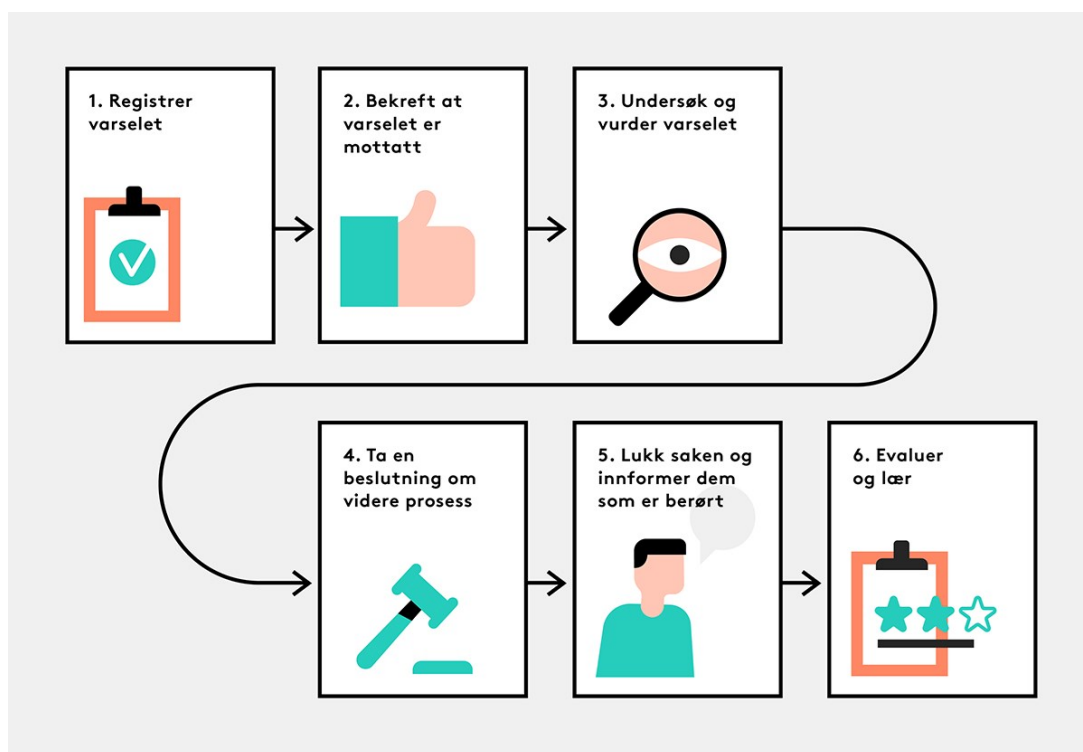 1. Registrer
varselet
2. Bekreft at
varselet er
mottatt
3. Undersøk og
vurder varselet
4. Ta en
beslutning om
videre prosess
5. Lukk saken og
innformer dem
som er berørt
6. Evaluer
og lær